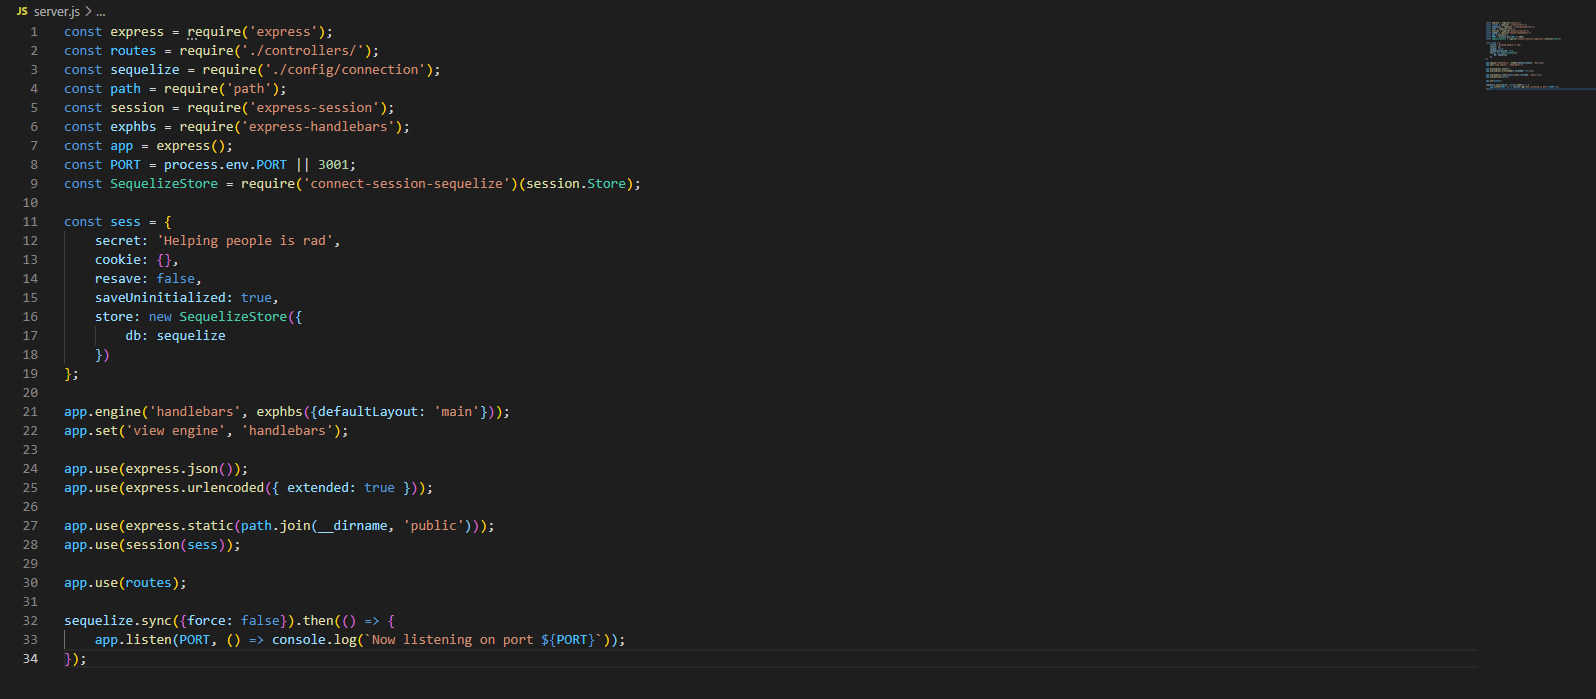 JS server.js > ...
1 const express = require('express');
2 const routes = require('./controllers/');
3 const sequelize = require('./config/connection');
4 const path = require('path');
5 const session = require('express-session');
6 const exphbs = require('express-handlebars');
7 const app = express();
8 const PORT = process.env.PORT || 3001;
9 const SequelizeStore = require('connect-session-sequelize')(session.Store);
10
11 const sess = {
12     secret: 'Helping people is rad',
13     cookie: {},
14     resave: false,
15     saveUninitialized: true,
16     store: new SequelizeStore({
17         db: sequelize
18     })
19 };
20
21 app.engine('handlebars', exphbs({defaultLayout: 'main'}));
22 app.set('view engine', 'handlebars');
23
24 app.use(express.json());
25 app.use(express.urlencoded({ extended: true }));
26
27 app.use(express.static(path.join(__dirname, 'public')));
28 app.use(session(sess));
29
30 app.use(routes);
31
32 sequelize.sync({force: false}).then(() => {
33     app.listen(PORT, () => console.log(`Now listening on port ${PORT}`));
34 });